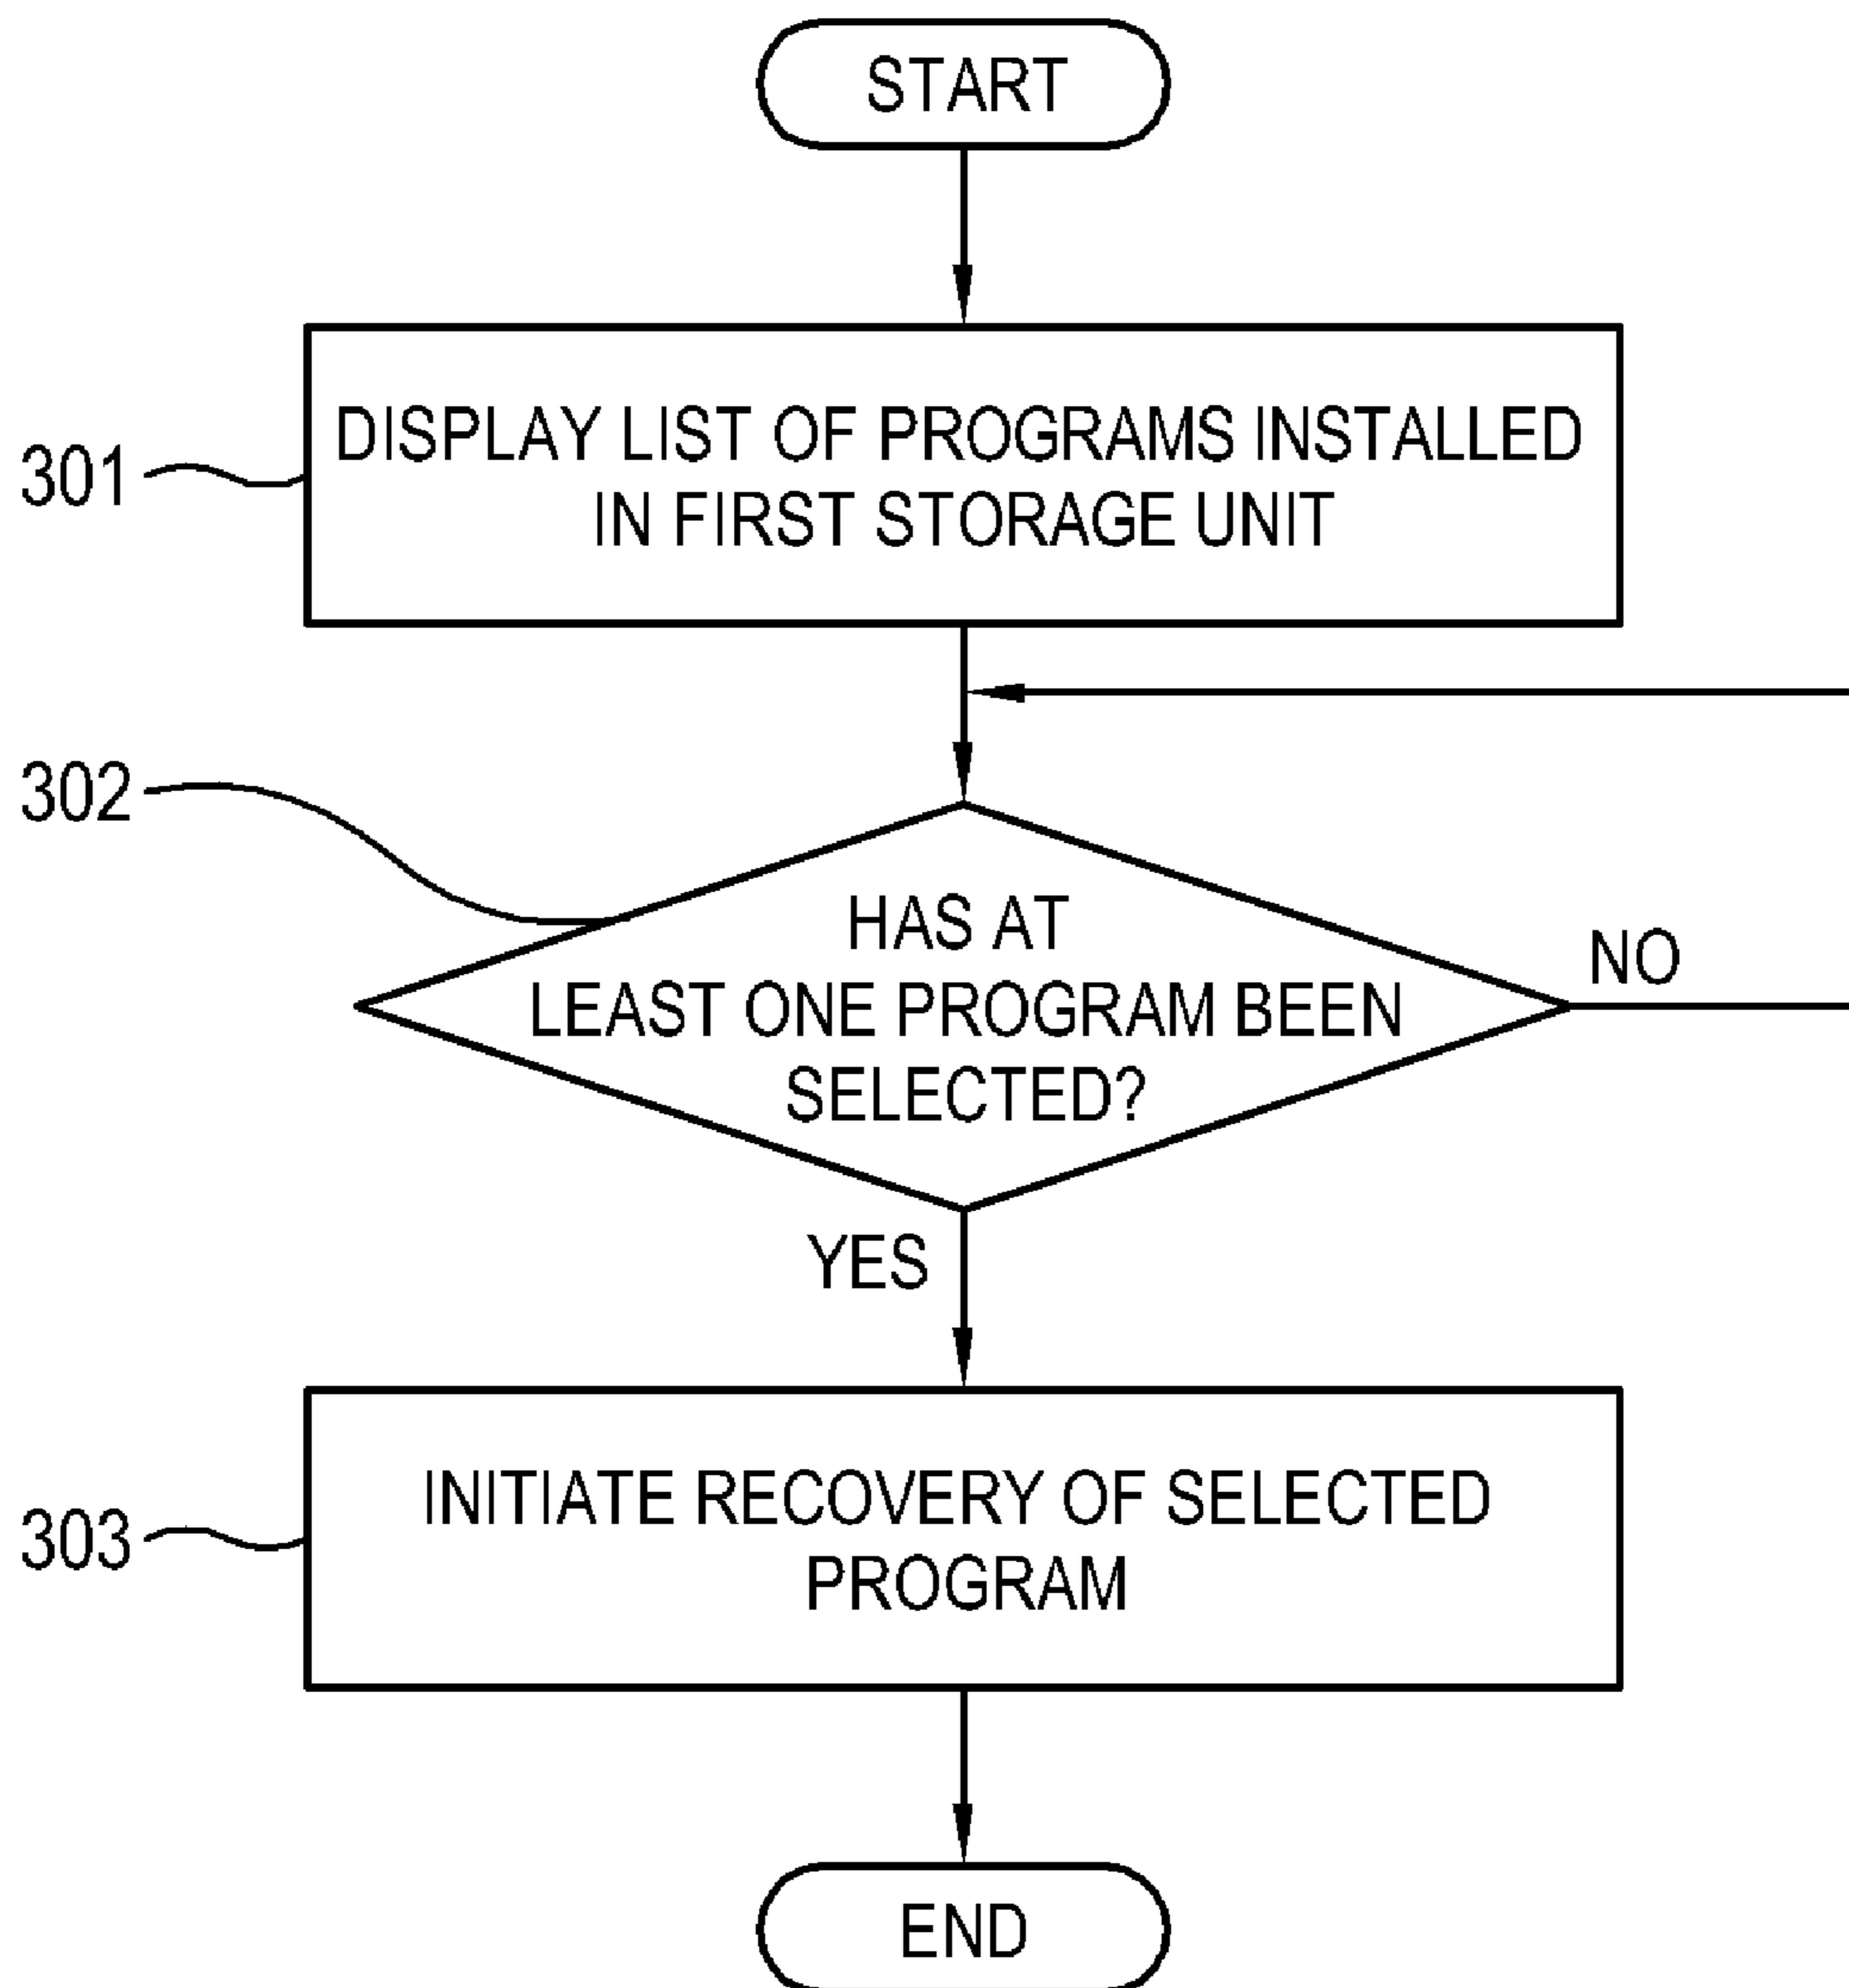 START
301
DISPLAY LIST OF PROGRAMS INSTALLED
IN FIRST STORAGE UNIT
302
HAS AT
LEAST ONE PROGRAM BEEN
SELECTED?
NO
YES
303
INITIATE RECOVERY OF SELECTED
PROGRAM
END